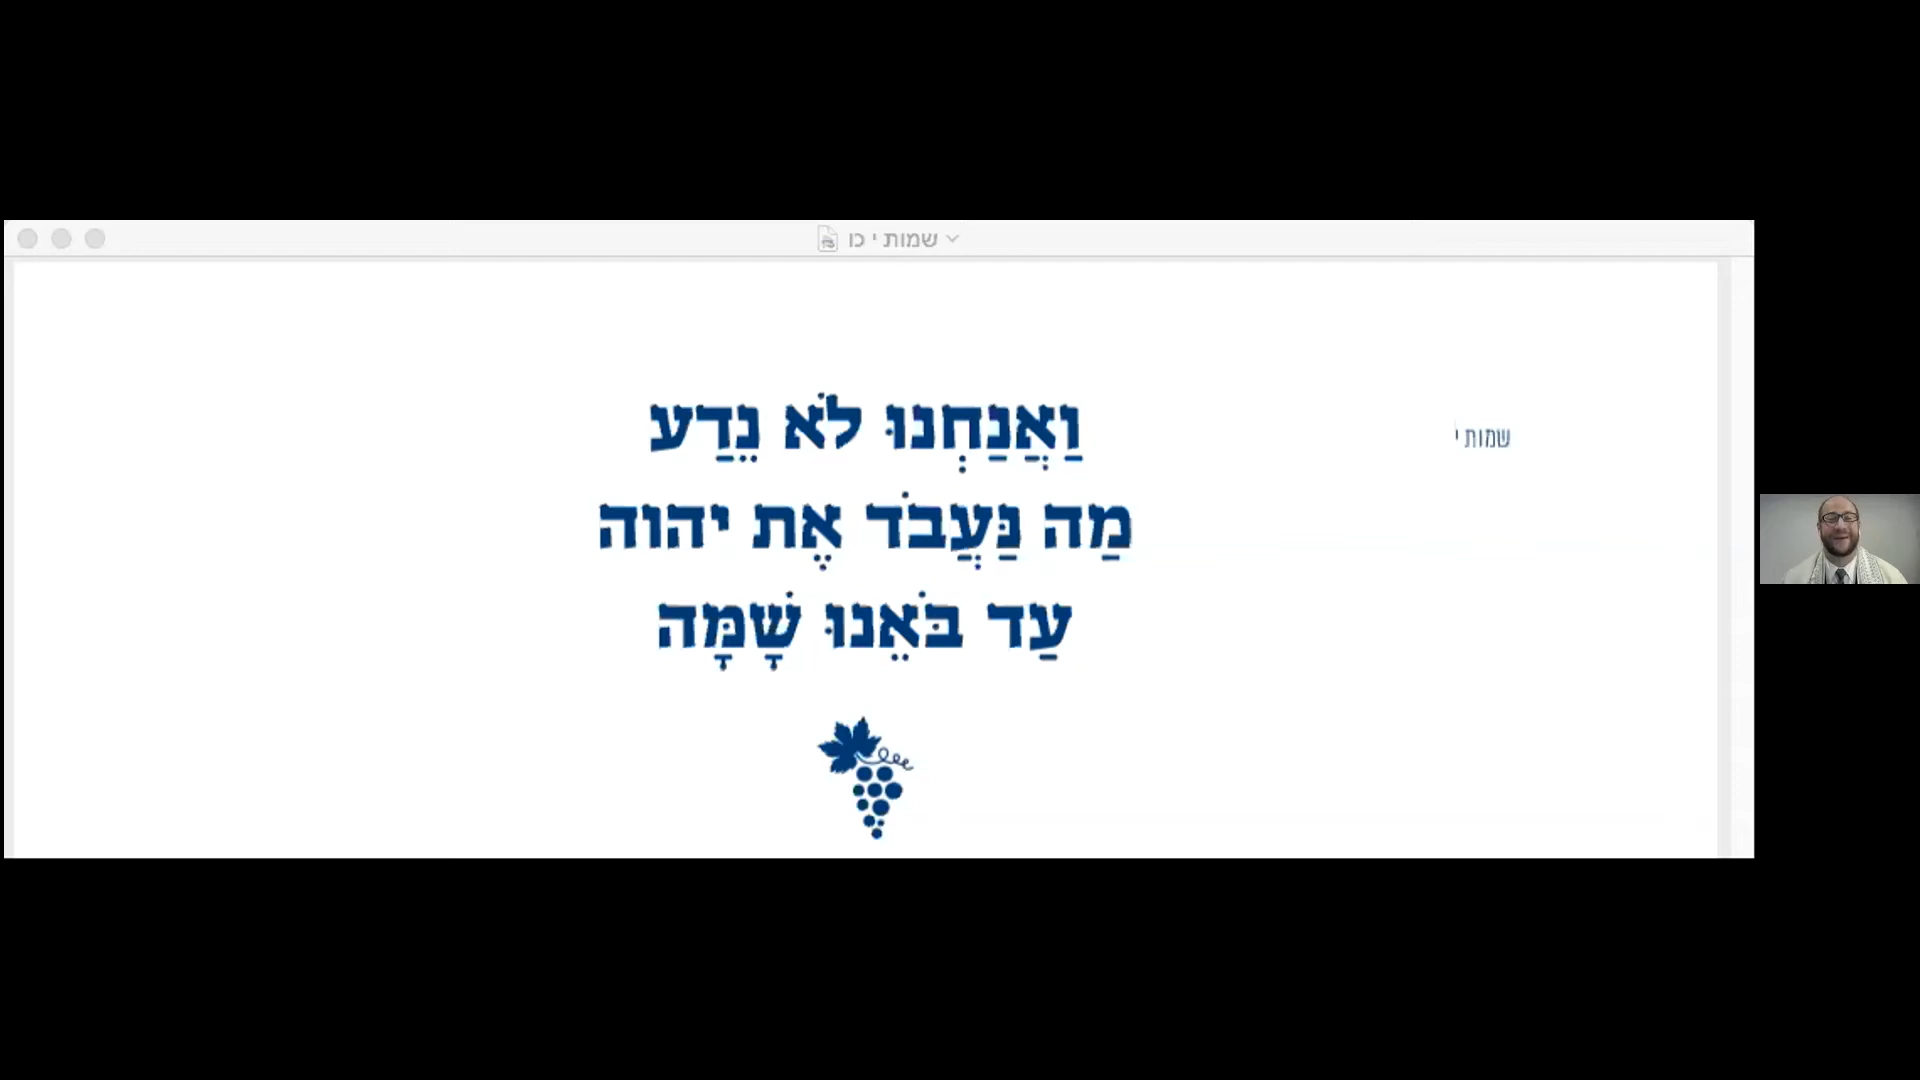 שמות י כו
וַאֲנַחְנוּ לֹא נֵדַע
מַה נַּעֲבֹד אֶת יהוה
עַד בֹּאֵנוּ שָׁמָּה
שמות י